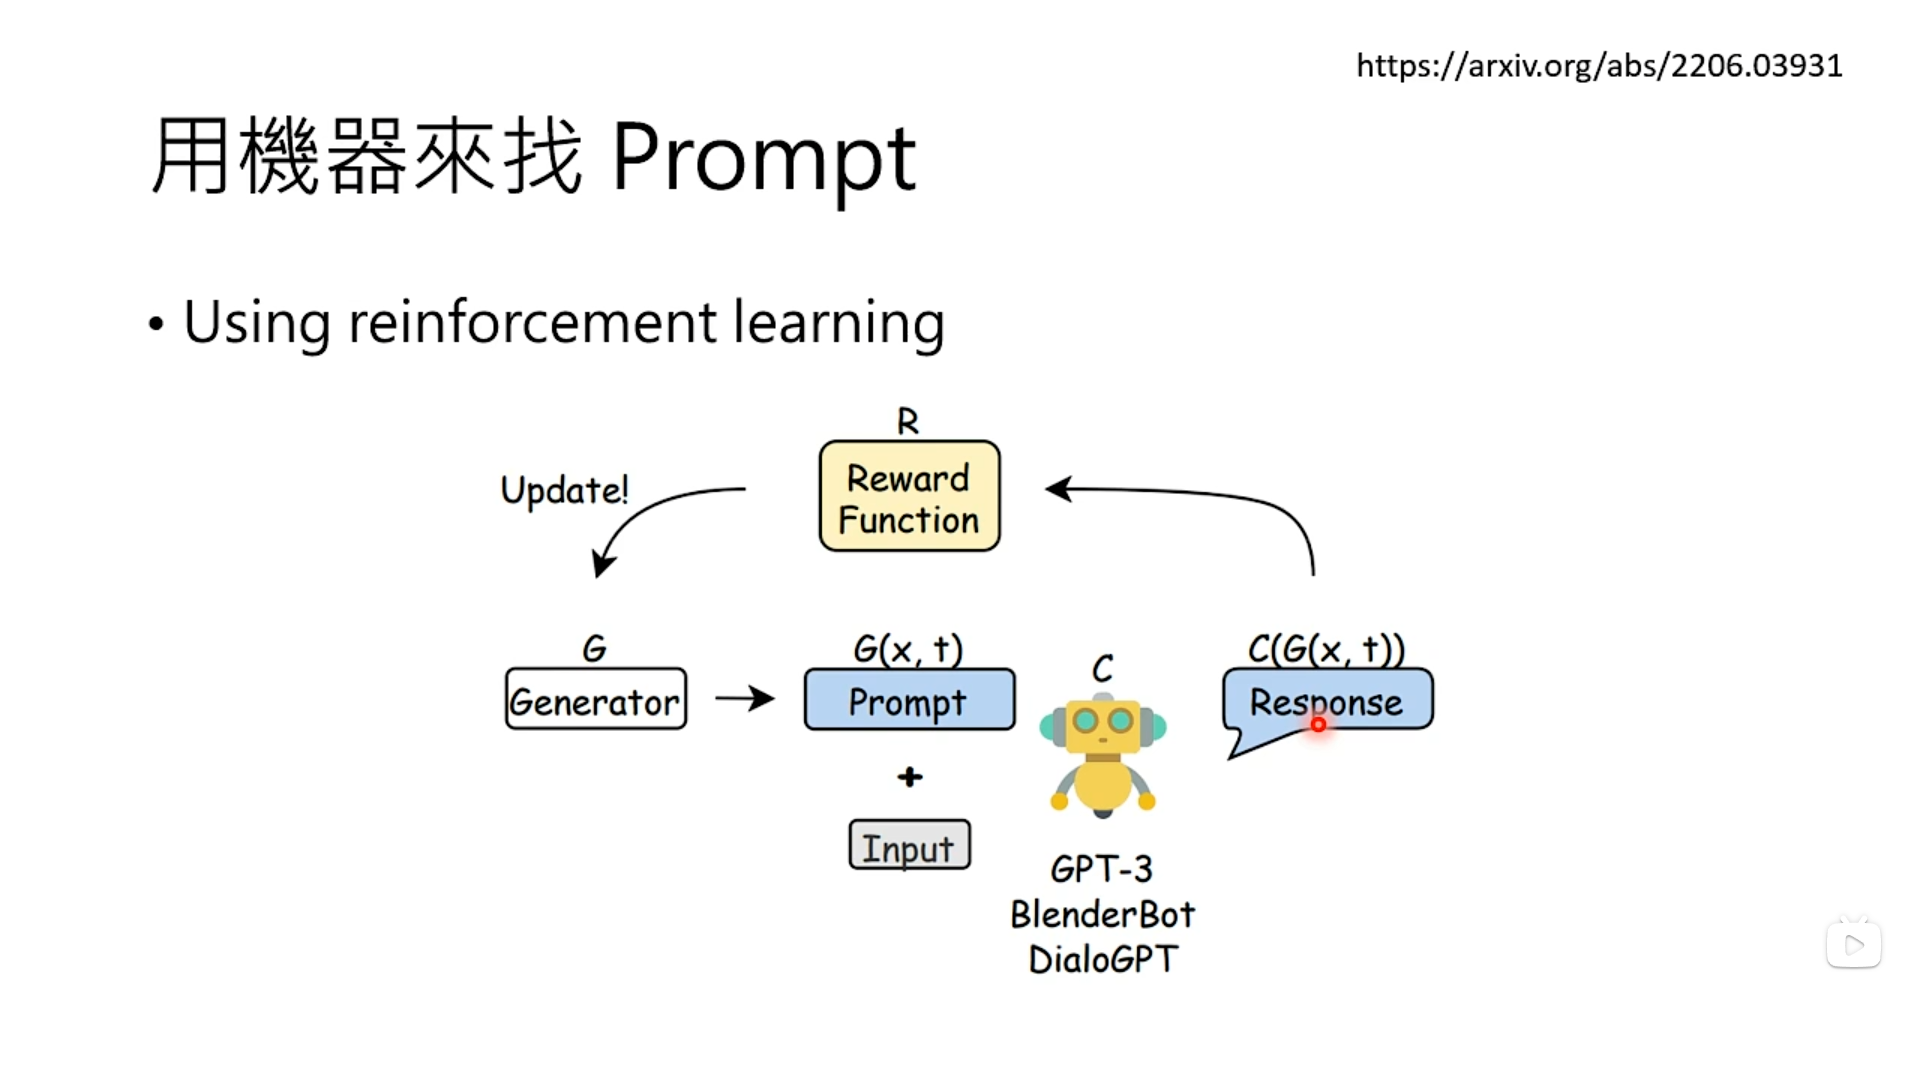 https://arxiv.org/abs/2206.03931
用機器來找 Prompt
• Using reinforcement learning
R
Reward
Function
Update!
G
Generator
G(x, t)
Prompt
+
Input
C
GPT-3
BlenderBot
DialoGPT
C(G(x, t))
Response